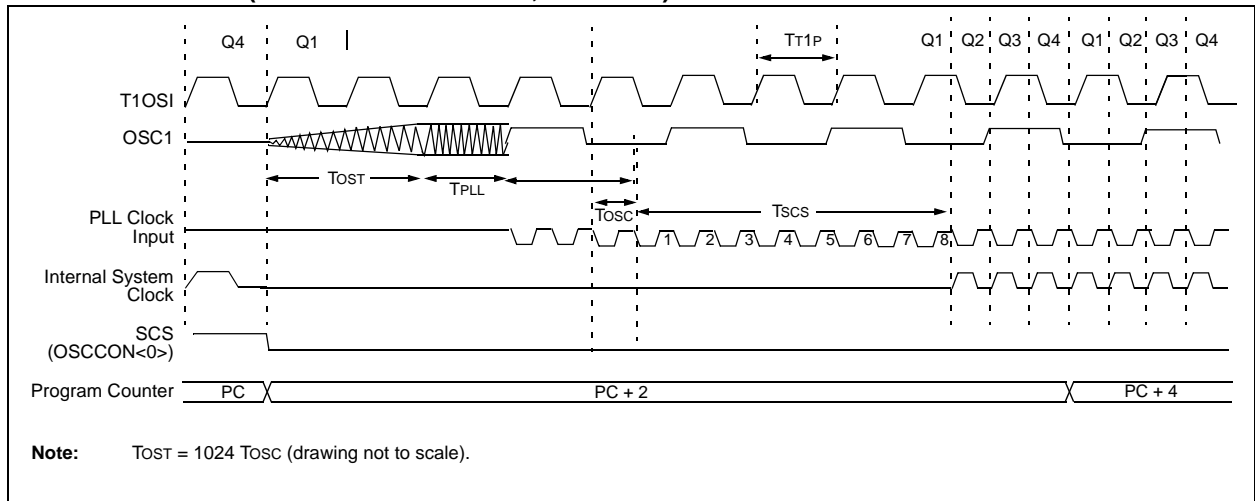 Q4 Q1 TT1P Q1 Q2 Q3 Q4 Q1 Q2 Q3 Q4
T1OSI
OSC1
TOST TPLL
TOSC TSCS
PLL Clock
Input
1 2 3 4 5 6 7 8
Internal System
Clock
SCS
(OSCCON<0>)
Program Counter PC PC + 2 PC + 4
Note: TOST = 1024 TOSC (drawing not to scale).